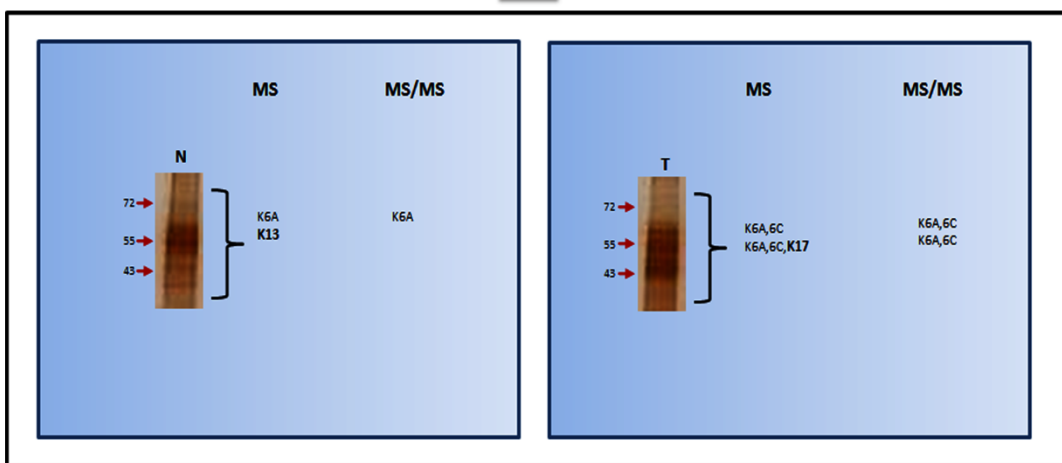 MS MS/MS
N
72
55
43
K6A K6A
K13
MS MS/MS
T
72
55
43
K6A,6C K6A,6C
K6A,6C,K17 K6A,6C